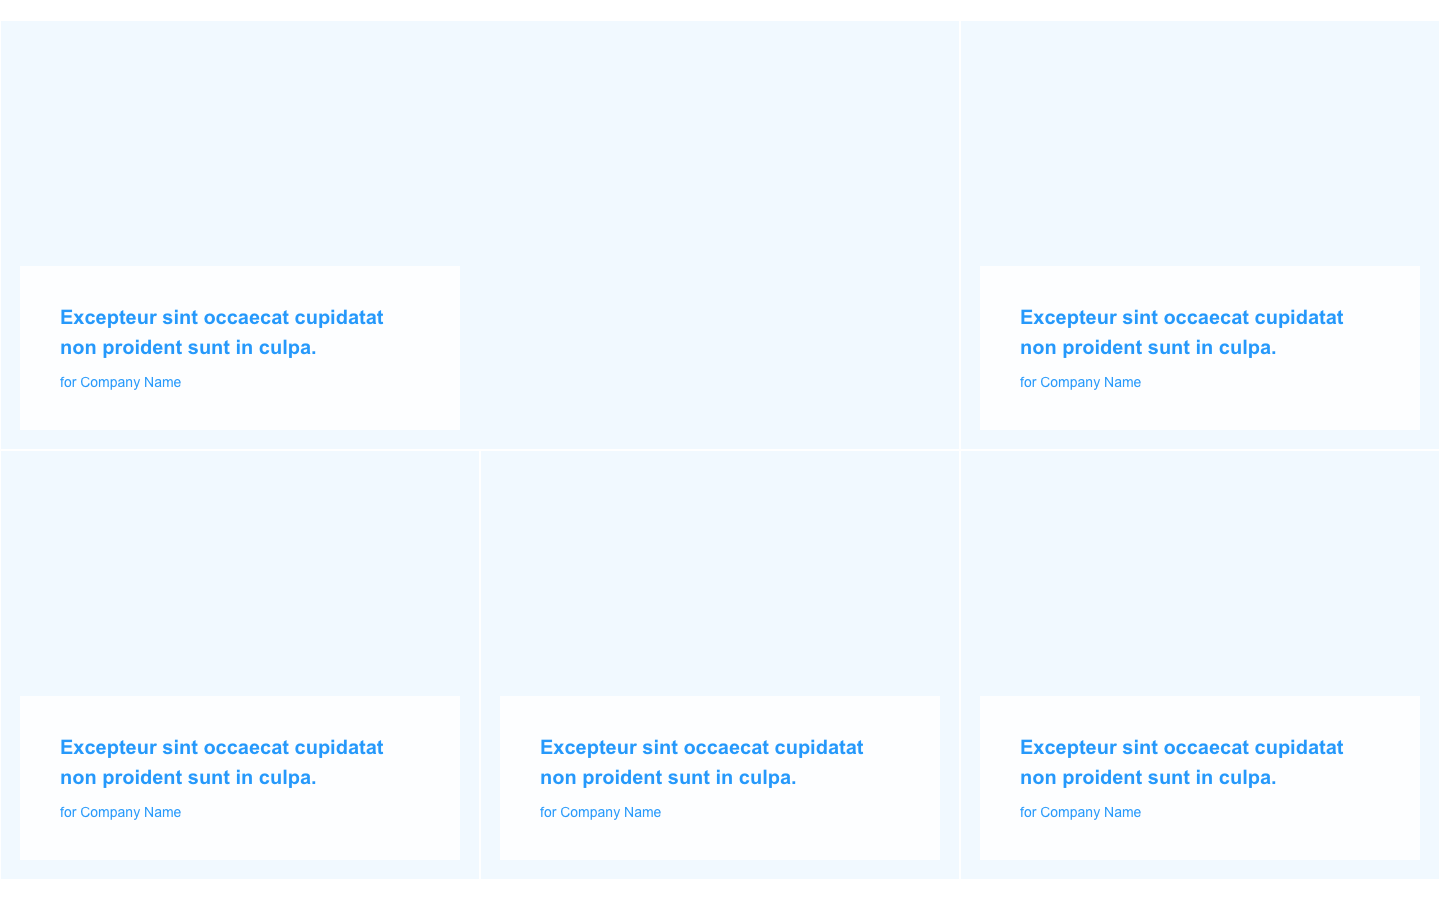 Excepteur sint occaecat cupidatat
non proident sunt in culpa.
for Company Name
Excepteur sint occaecat cupidatat
non proident sunt in culpa.
for Company Name
Excepteur sint occaecat cupidatat
non proident sunt in culpa.
for Company Name
Excepteur sint occaecat cupidatat
non proident sunt in culpa.
for Company Name
Excepteur sint occaecat cupidatat
non proident sunt in culpa.
for Company Name